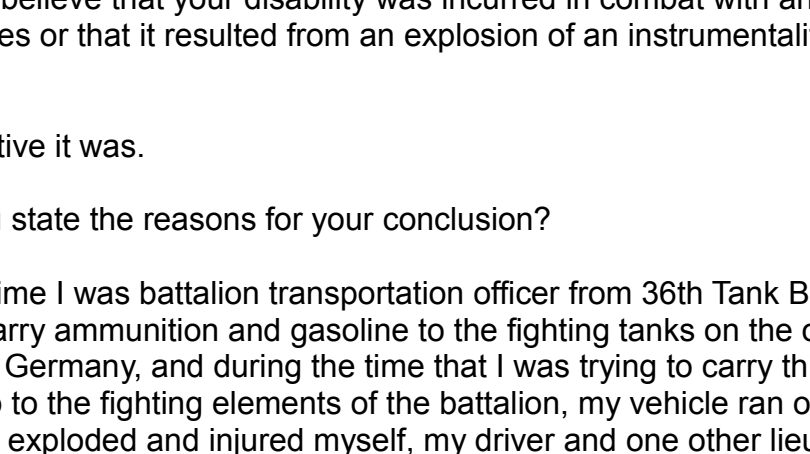 believe that your disability was incurred in combat with an
es or that it resulted from an explosion of an
tive it was.
state the reasons for your conclusion?
ime I was battalion transportation officer from 36th Tank B
arry ammunition and gasoline to the fighting tanks on the
Germany, and during the time that I was trying to carry th
to the fighting elements of the battalion, my vehicle ran o
exploded and injured myself, my driver and one other lieu